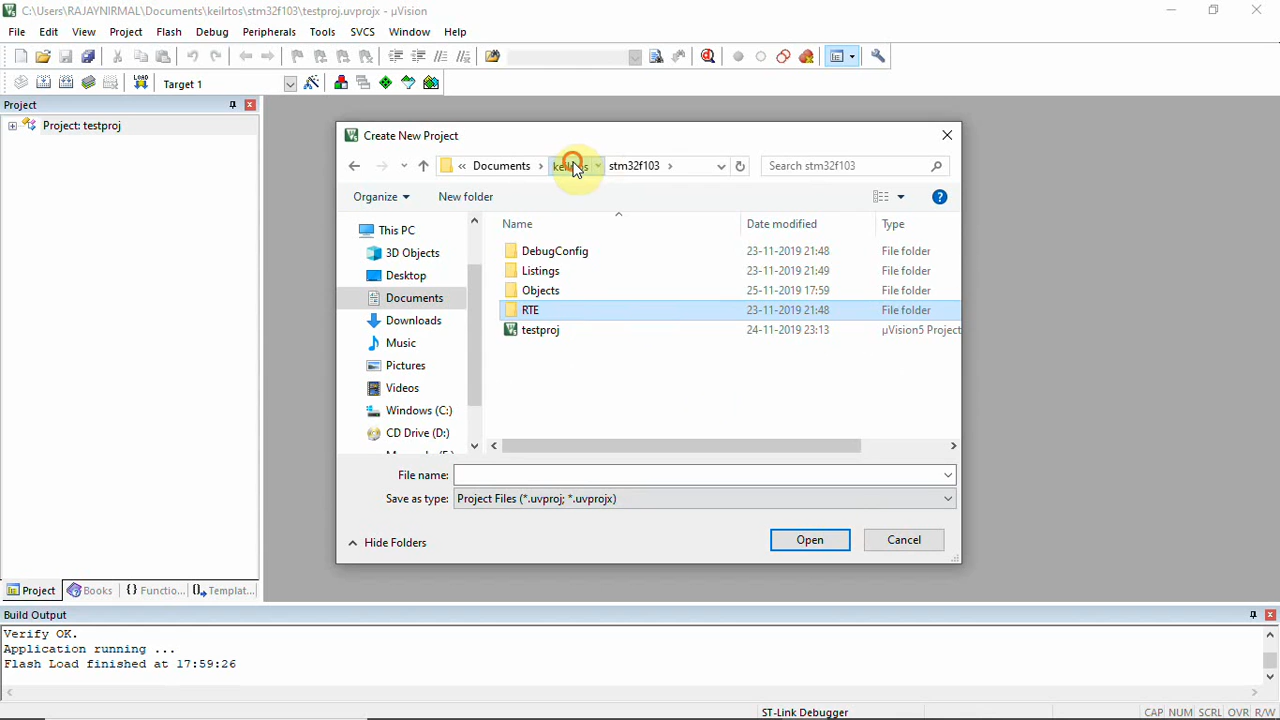 C:\Users\RAJAYNIRMAL\Documents\keilrtos\stm32f103\testproj.uvprojx - µVision
File Edit View Project Flash Debug Peripherals Tools SVCS Window Help
LOAD Target 1
Project
Project: testproj
Create New Project
« Documents › › stm32f103 › Search stm32f103
Organize New folder
Name Date modified Type
This PC
3D Objects
Desktop
Documents
Downloads
Music
Pictures
Videos
Windows (C:)
CD Drive (D:)
DebugConfig 23-11-2019 21:48 File folder
Listings 23-11-2019 21:49 File folder
Objects 25-11-2019 17:59 File folder
RTE 23-11-2019 21:48 File folder
testproj 24-11-2019 23:13 µVision5 Project
File name:
Save as type: Project Files (*.uvproj; *.uvprojx)
Hide Folders Open Cancel
Project Books {} Functio... Templat...
Build Output
Verify OK.
Application running ...
Flash Load finished at 17:59:26
ST-Link Debugger CAP NUM SCRL OVR R/W